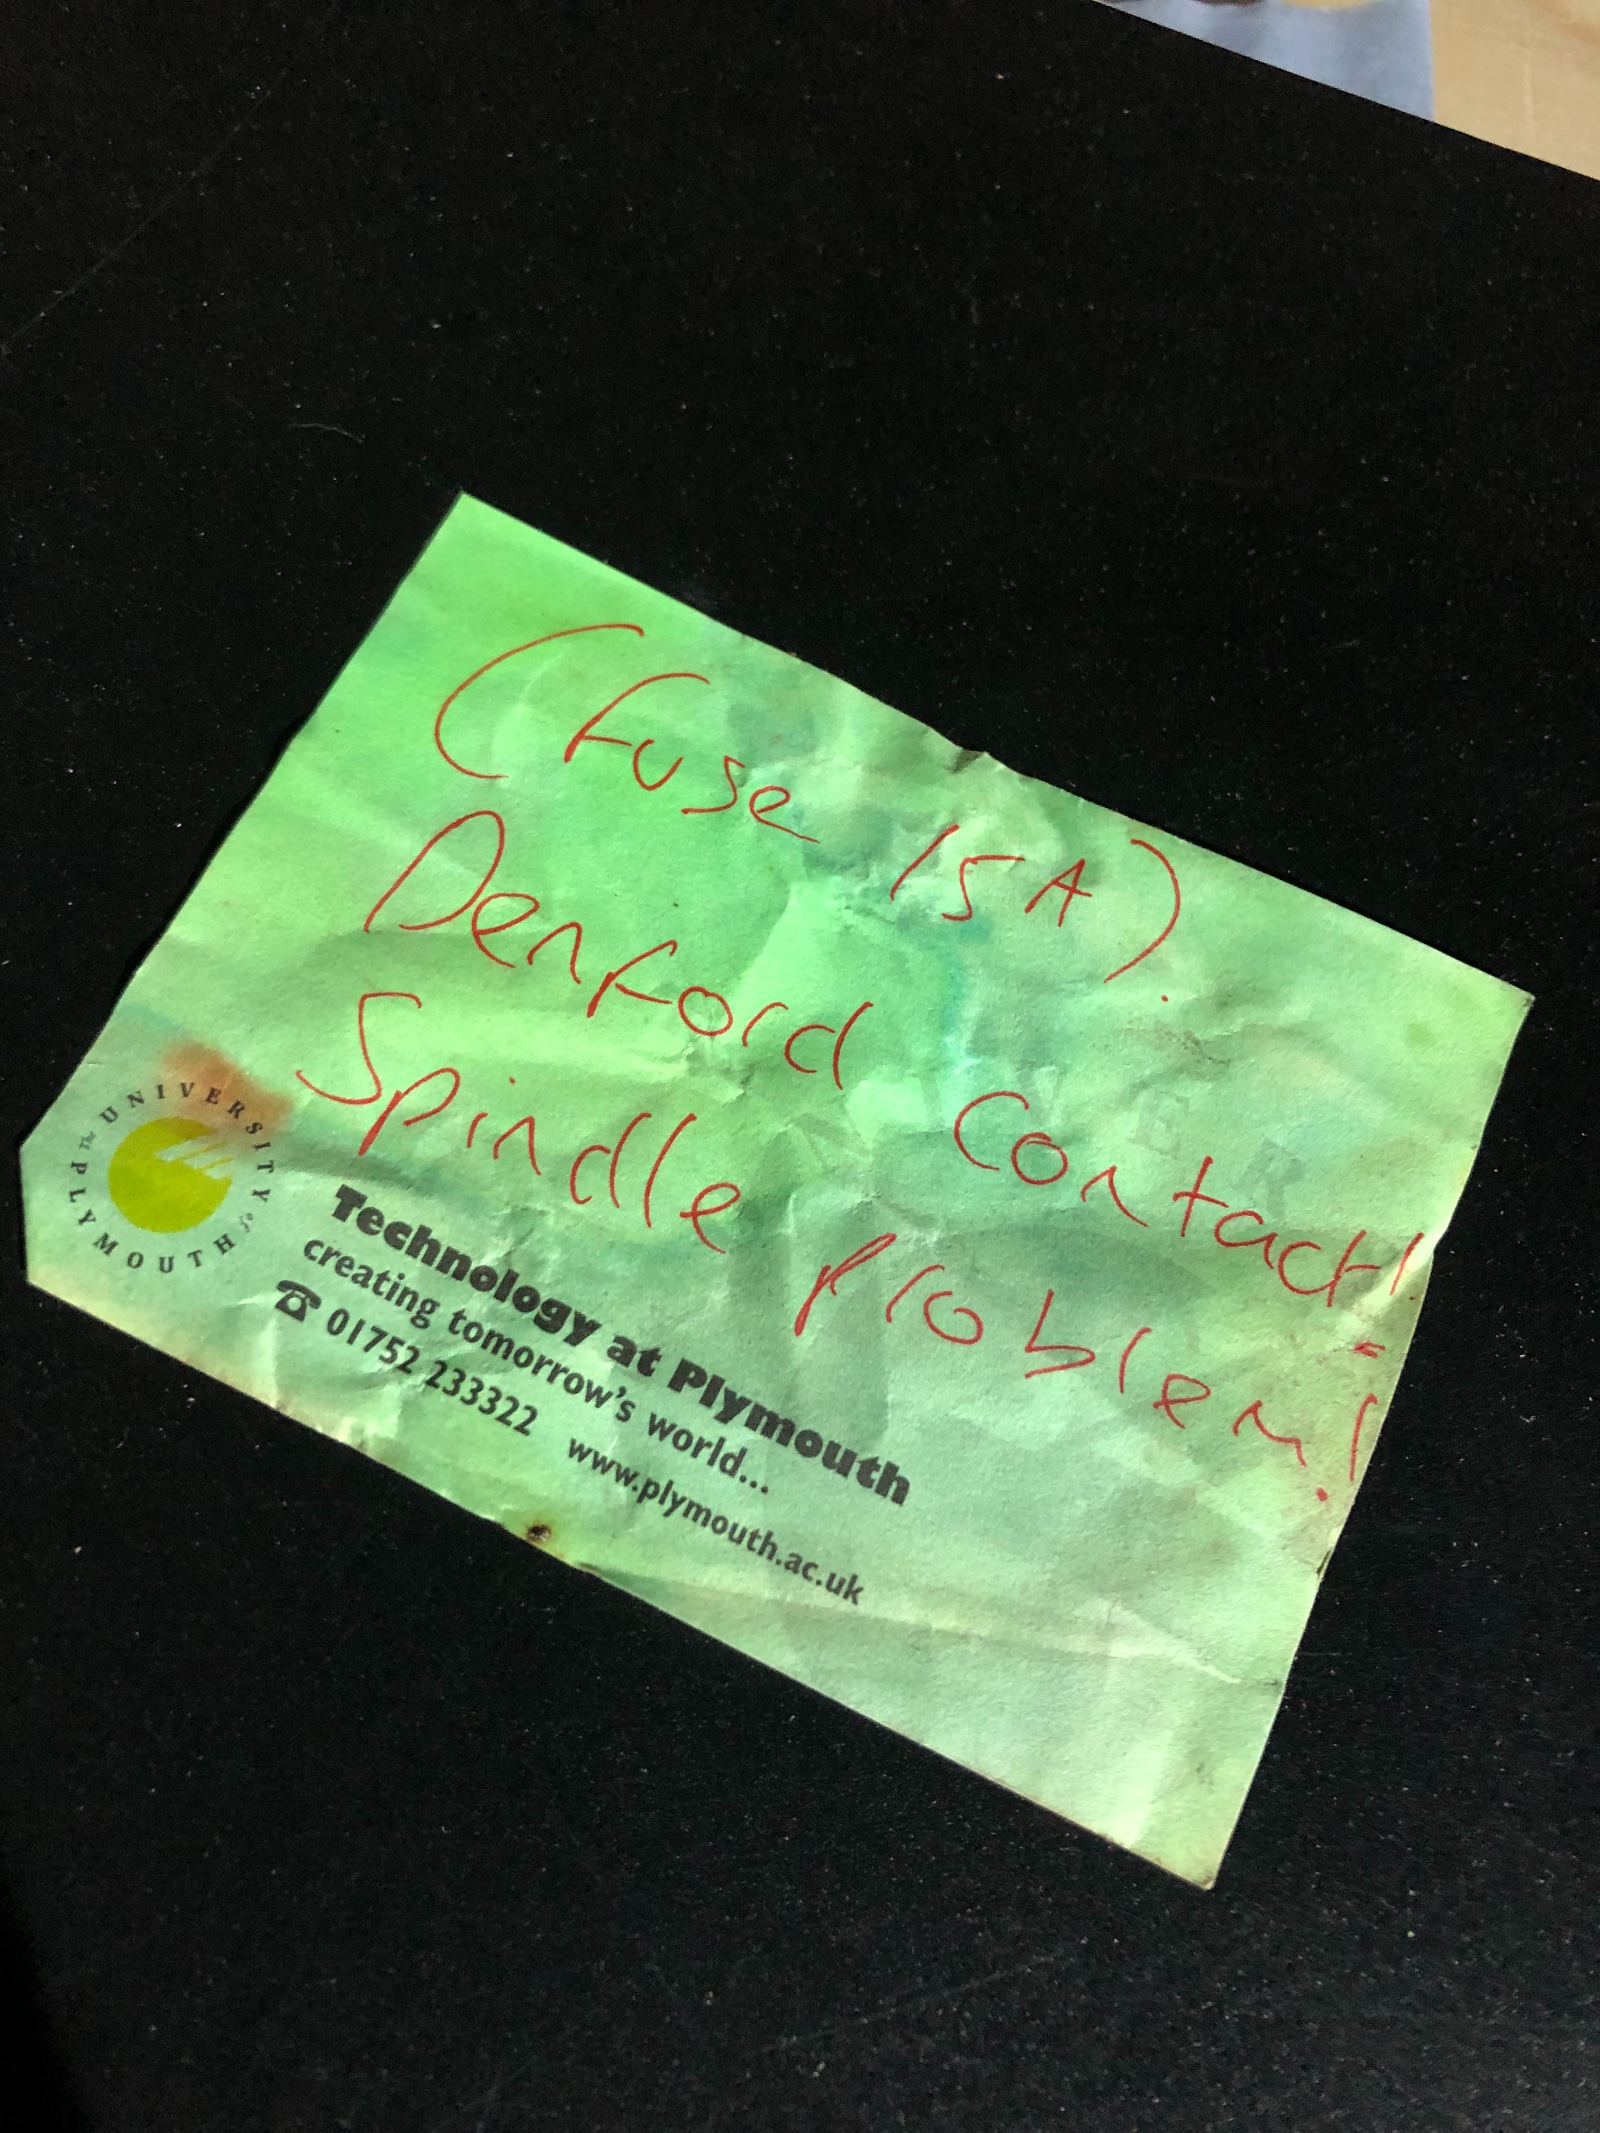 (Fuse 15A).
Denford contact!
Spindle Problem!
The UNIVERSITY of PLYMOUTH
Technology at Plymouth
creating tomorrow's world...
☎ 01752 233322 www.plymouth.ac.uk